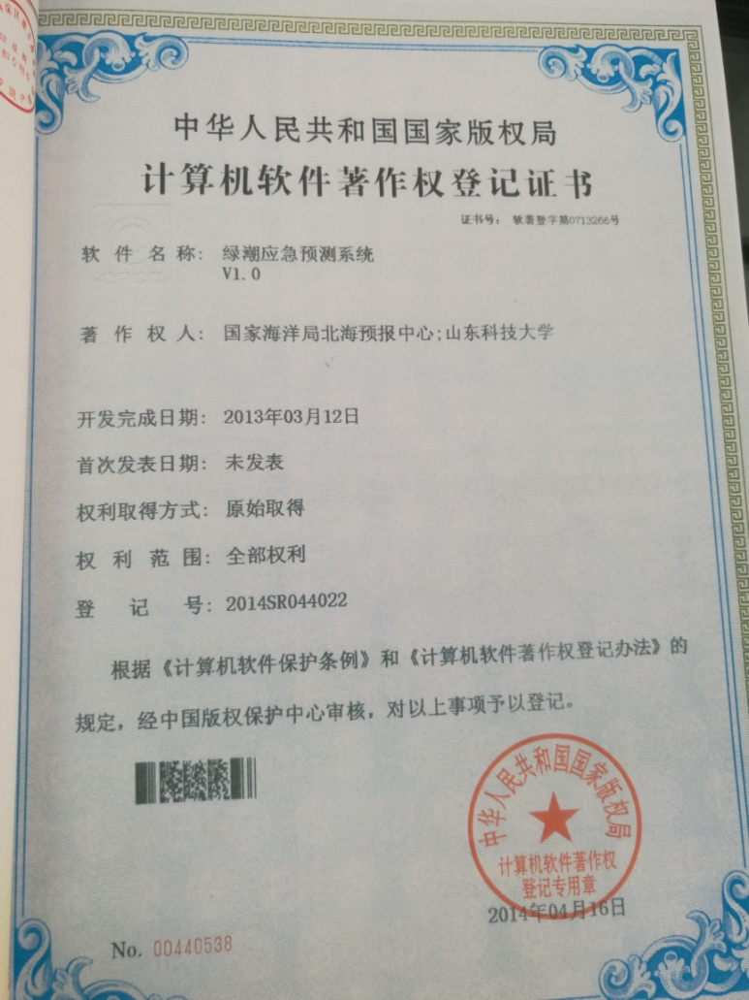 中华人民共和国国家版权局
计算机软件著作权登记证书
证书号： 软著登字第0713266号
软件名称： 绿潮应急预测系统
V1.0
著作权人： 国家海洋局北海预报中心;山东科技大学
开发完成日期： 2013年03月12日
首次发表日期： 未发表
权利取得方式： 原始取得
权利范围： 全部权利
登记号： 2014SR044022
根据《计算机软件保护条例》和《计算机软件著作权登记办法》的
规定，经中国版权保护中心审核，对以上事项予以登记。
中华人民共和国国家版权局
计算机软件著作权
登记专用章
2014年04月16日
No. 00440538